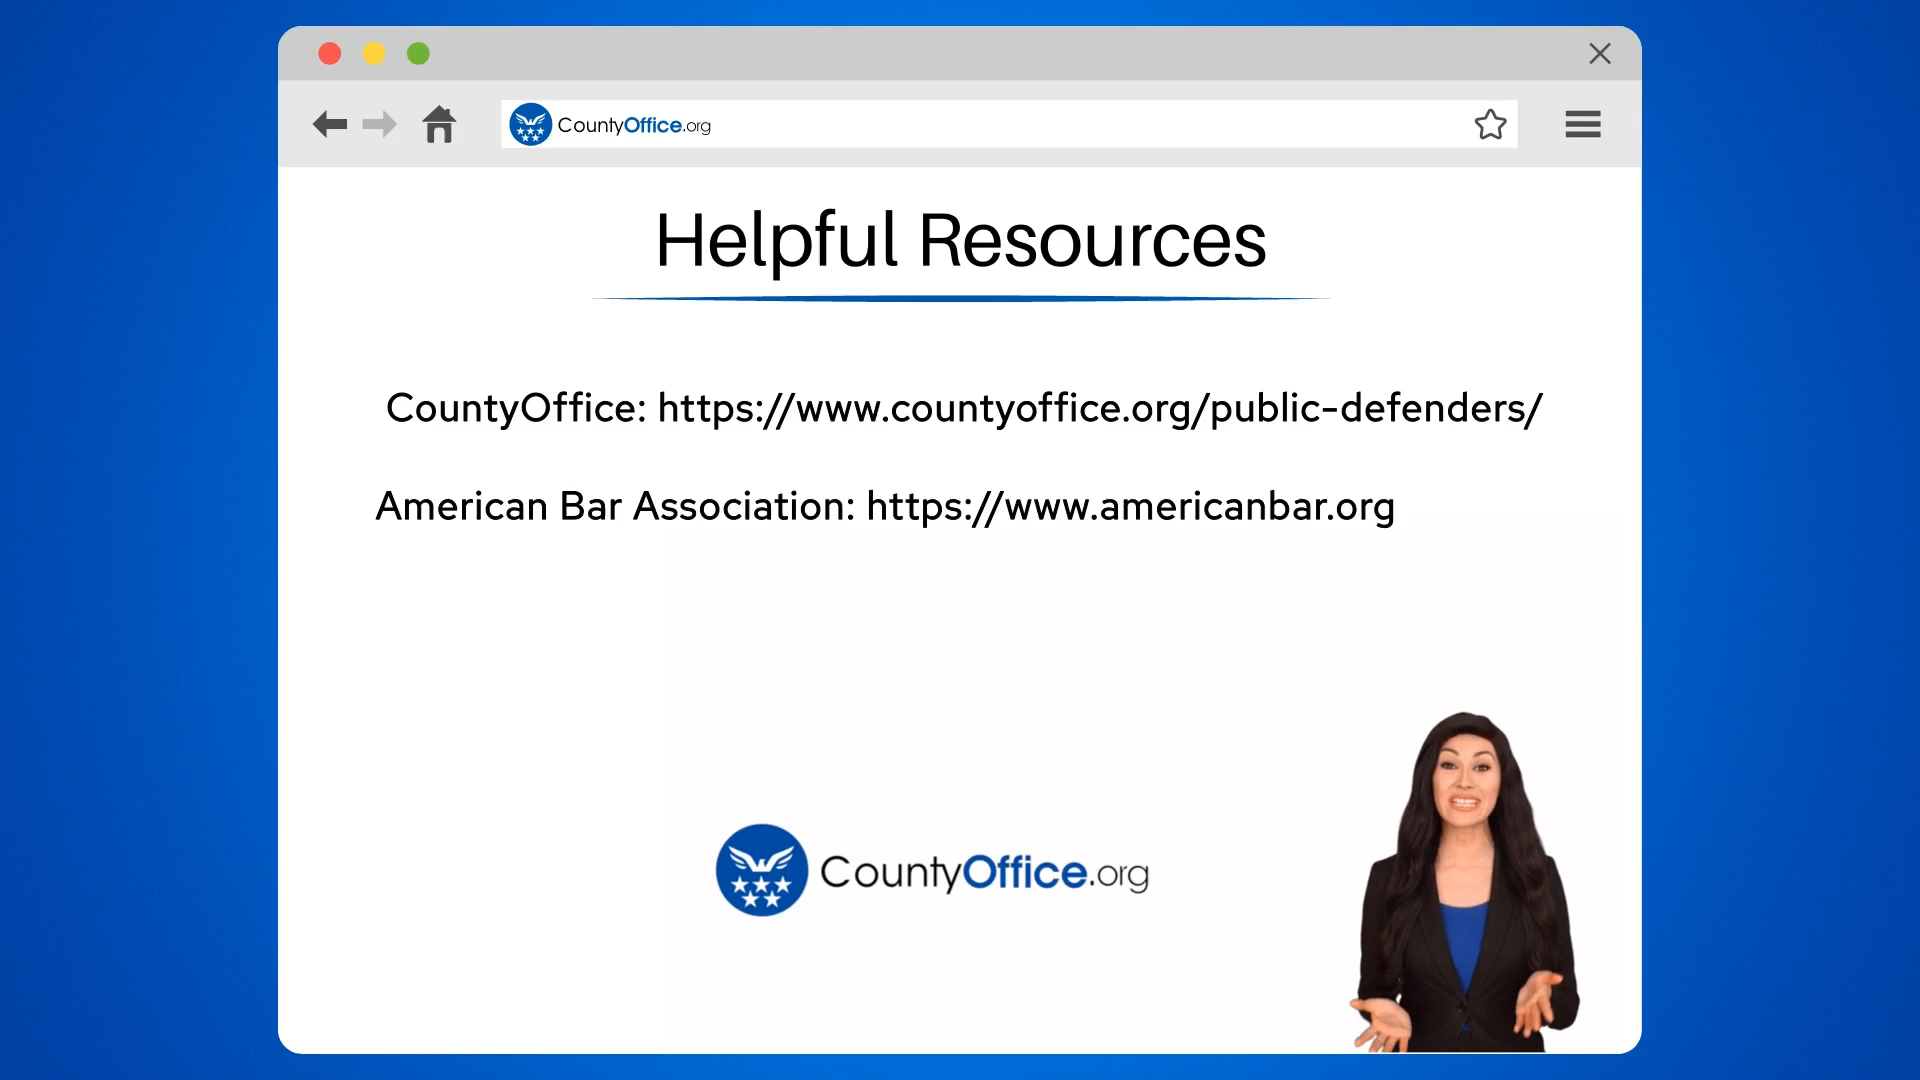 CountyOffice.org
Helpful Resources
CountyOffice: https://www.countyoffice.org/public-defenders/
American Bar Association: https://www.americanbar.org
CountyOffice.org